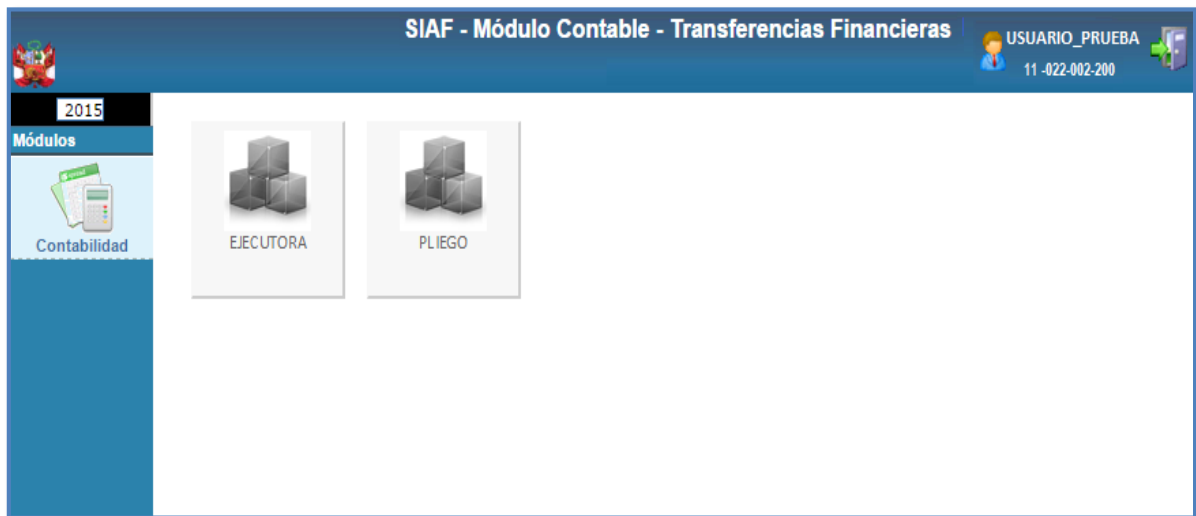 SIAF - Módulo Contable - Transferencias Financieras
USUARIO_PRUEBA
11 -022-002-200
2015
Módulos
Contabilidad
EJECUTORA
PLIEGO